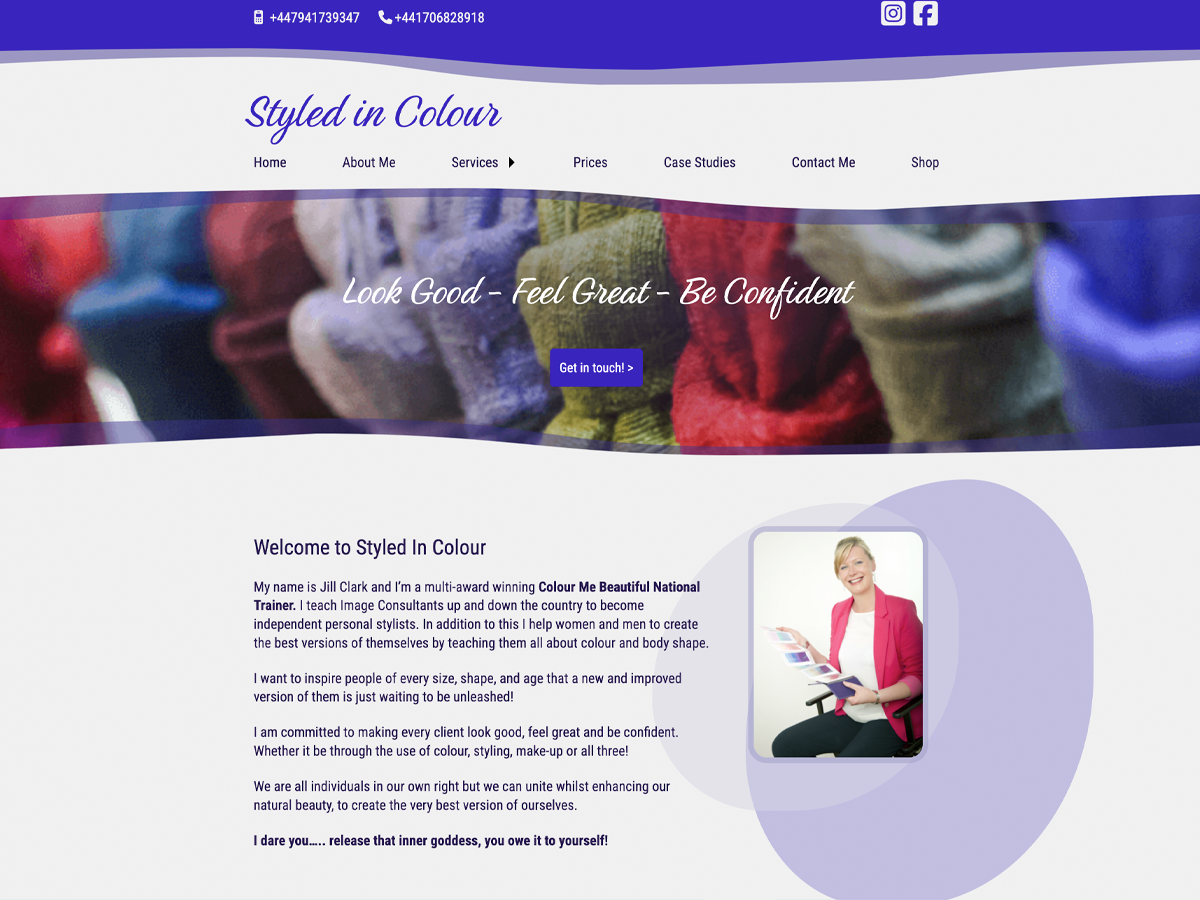 +447941739347 +441706828918
Styled in Colour
Home About Me Services Prices Case Studies Contact Me Shop
Look Good - Feel Great - Be Confident
Get in touch! >
Welcome to Styled In Colour
My name is Jill Clark and I'm a multi-award winning Colour Me Beautiful National
Trainer. I teach Image Consultants up and down the country to become
independent personal stylists. In addition to this I help women and men to create
the best versions of themselves by teaching them all about colour and body shape.
I want to inspire people of every size, shape, and age that a new and improved
version of them is just waiting to be unleashed!
I am committed to making every client look good, feel great and be confident.
Whether it be through the use of colour, styling, make-up or all three!
We are all individuals in our own right but we can unite whilst enhancing our
natural beauty, to create the very best version of ourselves.
I dare you….. release that inner goddess, you owe it to yourself!